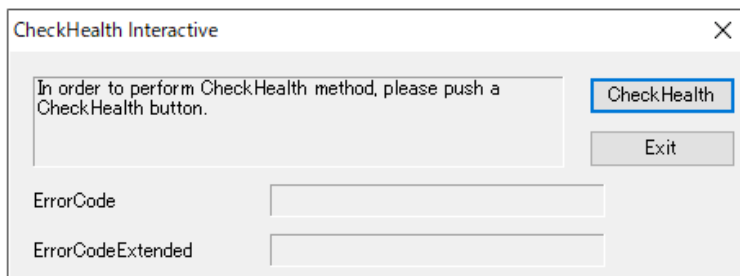 CheckHealth Interactive
In order to perform CheckHealth method, please push a
CheckHealth button.
CheckHealth
Exit
ErrorCode
ErrorCodeExtended